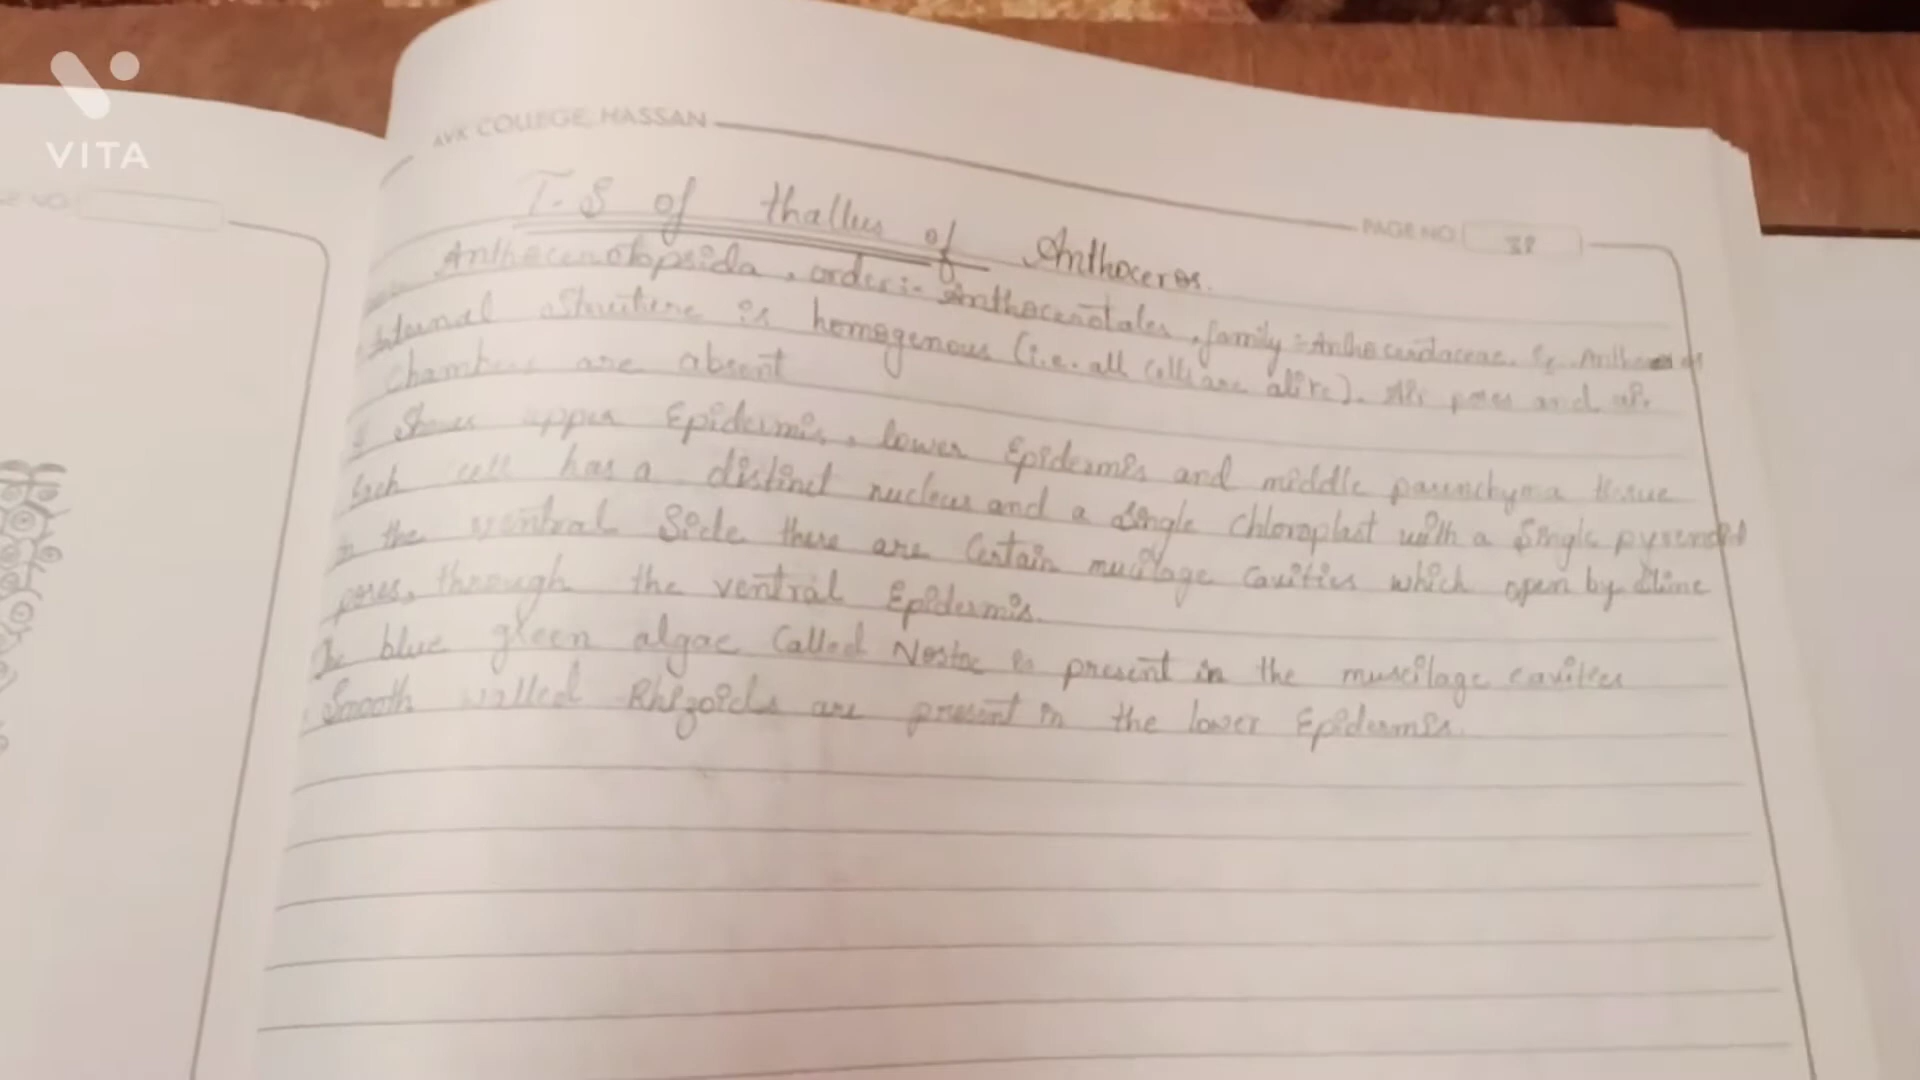 VITA
AVK COLLEGE, HASSAN
PAGE NO. 38
T.S of thallus of Anthoceros.
Anthocerotopsida, order:- Anthocerotales, family:-
internal structure is homogenous (i.e. all cells are alive). Air pores and air
chambers are absent
Shows upper Epidermis, lower Epidermis and middle parenchyma tissue
Each cell has a distinct nucleus and a single chloroplast with a single pyrenoid
in the ventral side there are certain mucilage cavities which open by slime
pores, through the ventral Epidermis.
The blue green algae called Nostoc is present in the muscilage cavities
Smooth walled Rhizoids are present in the lower Epidermis.